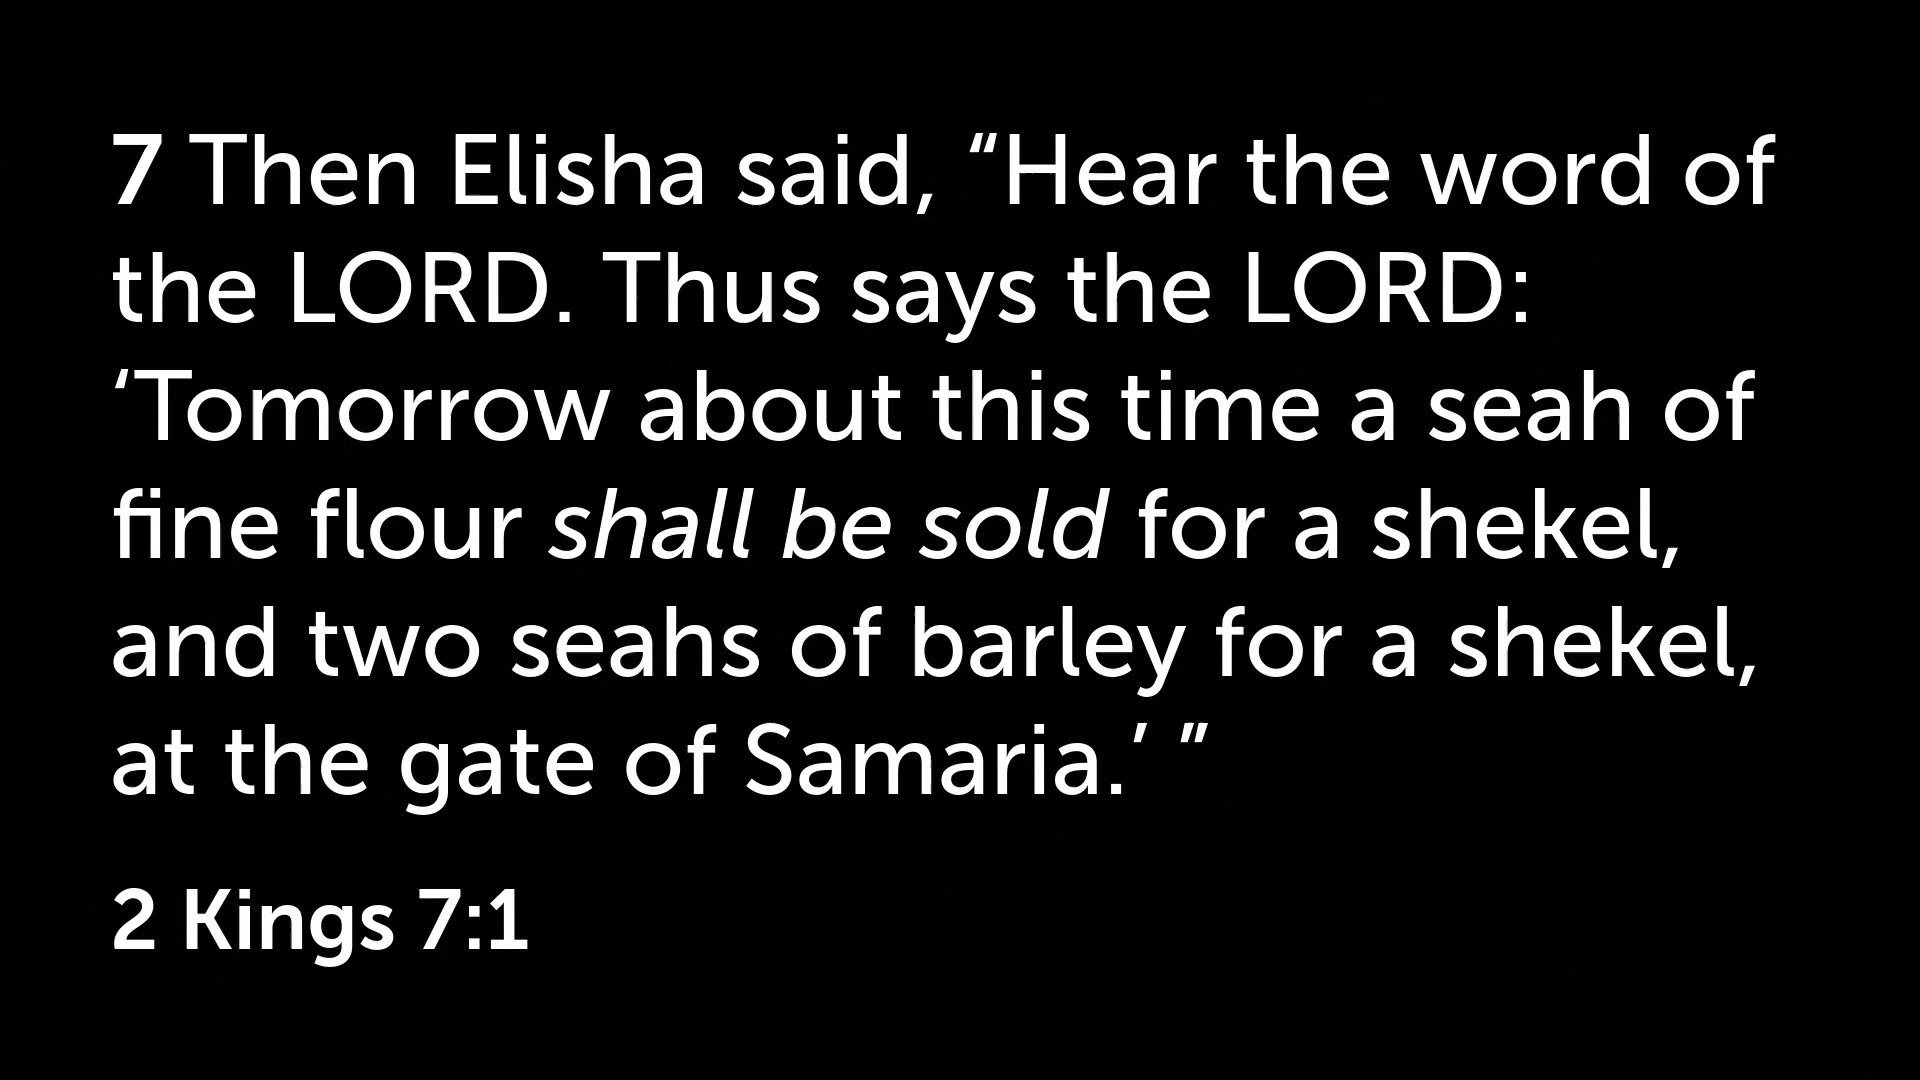 7 Then Elisha said, “Hear the word of
the LORD. Thus says the LORD:
‘Tomorrow about this time a seah of
fine flour shall be sold for a shekel,
and two seahs of barley for a shekel,
at the gate of Samaria.’ ”
2 Kings 7:1